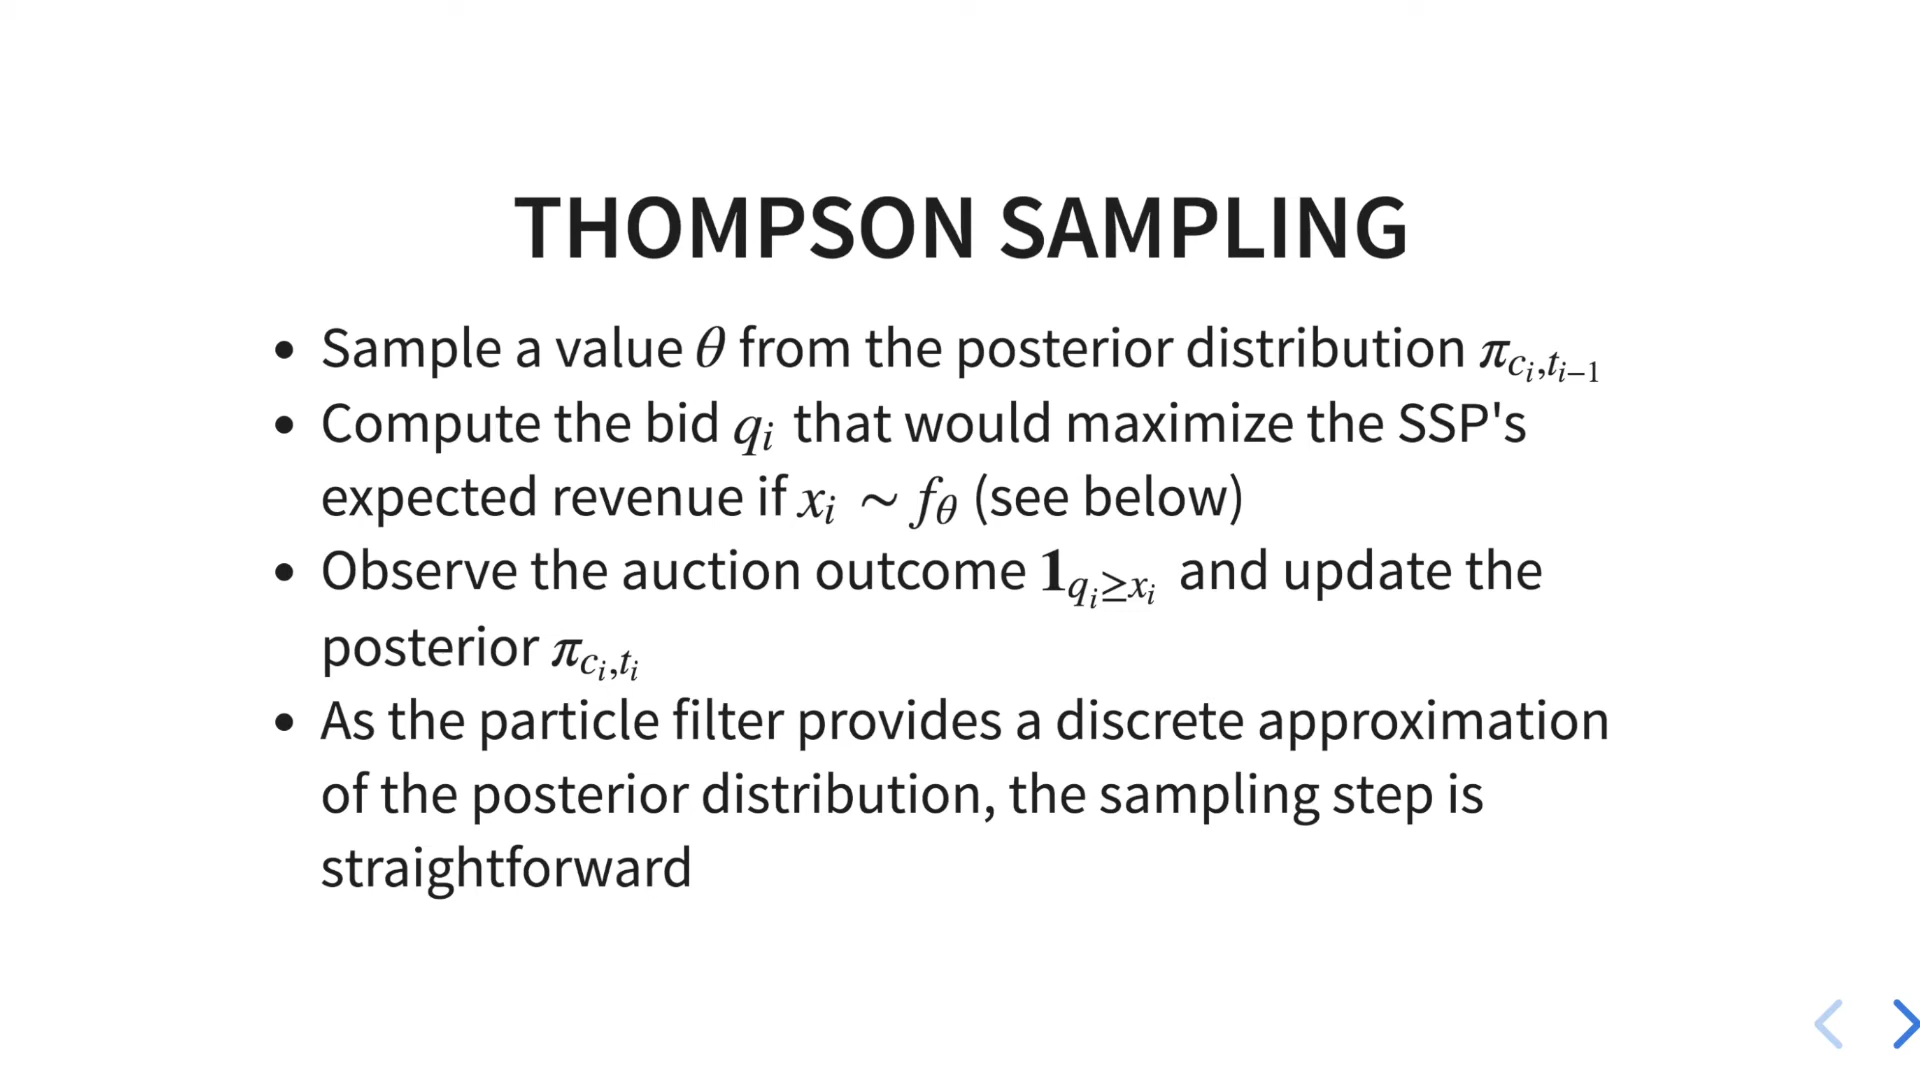 THOMPSON SAMPLING
• Sample a value θ from the posterior distribution π_{c_i,t_{i−1}}
• Compute the bid q_i that would maximize the SSP's
expected revenue if x_i ∼ f_θ (see below)
• Observe the auction outcome 𝟏_{q_i≥x_i} and update the
posterior π_{c_i,t_i}
• As the particle filter provides a discrete approximation
of the posterior distribution, the sampling step is
straightforward